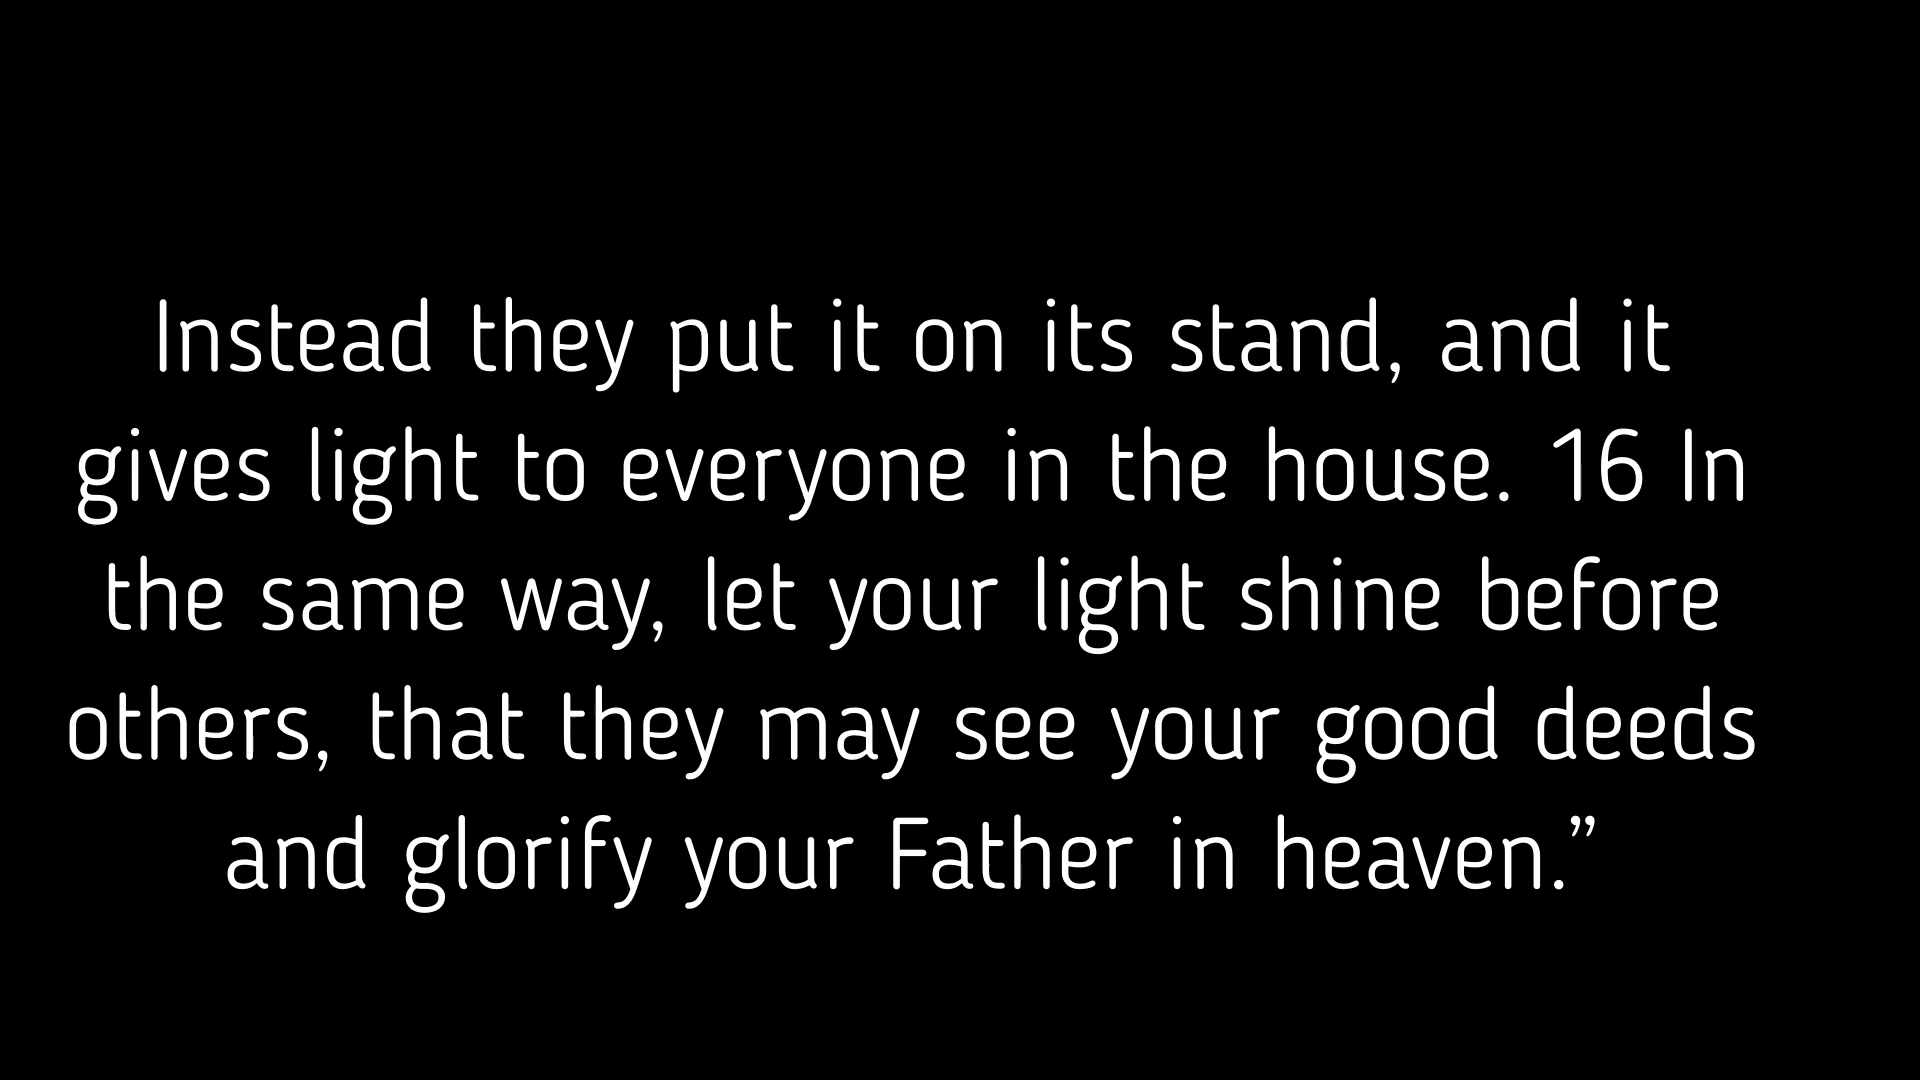 Instead they put it on its stand, and it
gives light to everyone in the house. 16 In
the same way, let your light shine before
others, that they may see your good deeds
and glorify your Father in heaven.”